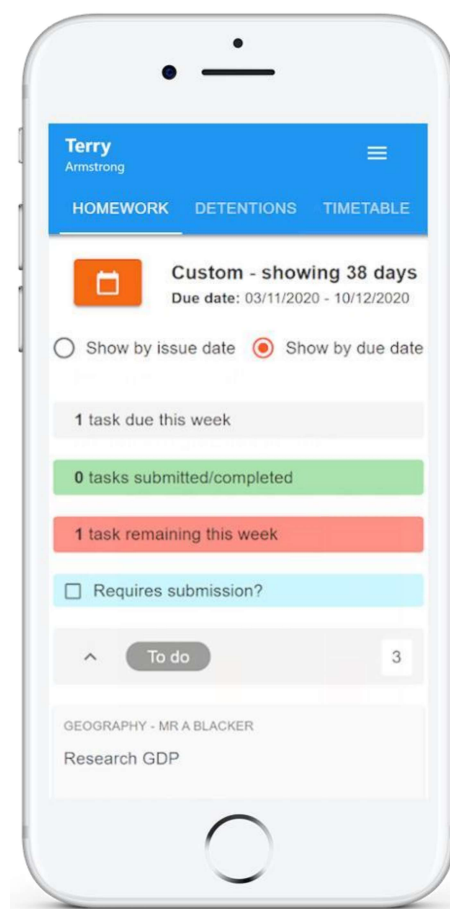 Terry
Armstrong
HOMEWORK DETENTIONS TIMETABLE
Custom - showing 38 days
Due date: 03/11/2020 - 10/12/2020
Show by issue date Show by due date
1 task due this week
0 tasks submitted/completed
1 task remaining this week
Requires submission?
To do 3
GEOGRAPHY - MR A BLACKER
Research GDP